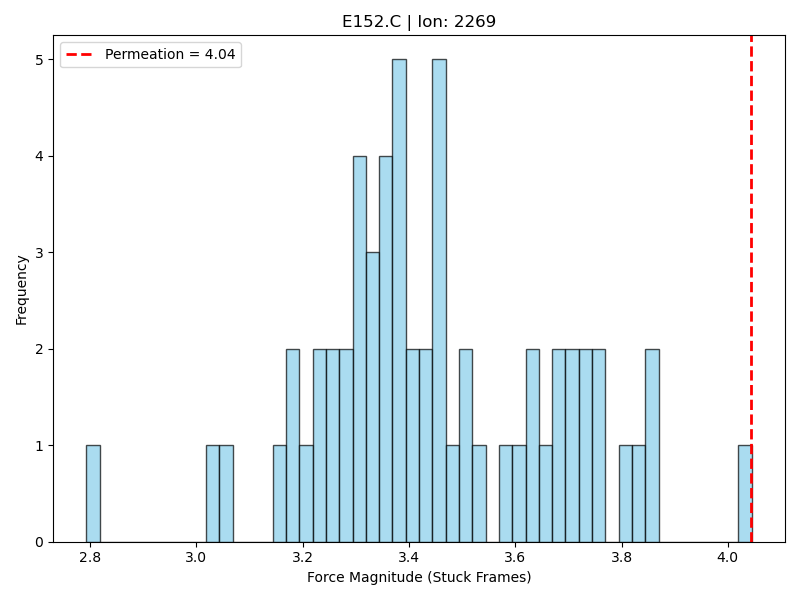 E152.C | Ion: 2269
Permeation = 4.04
5
4
3
2
1
0
Frequency
2.8 3.0 3.2 3.4 3.6 3.8 4.0
Force Magnitude (Stuck Frames)